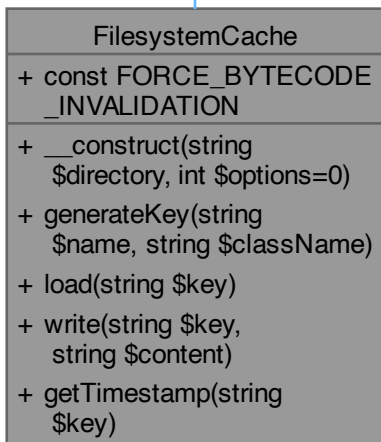 FilesystemCache
+ const FORCE_BYTECODE
_INVALIDATION
+ __construct(string
$directory, int $options=0)
+ generateKey(string
$name, string $className)
+ load(string $key)
+ write(string $key,
string $content)
+ getTimestamp(string
$key)